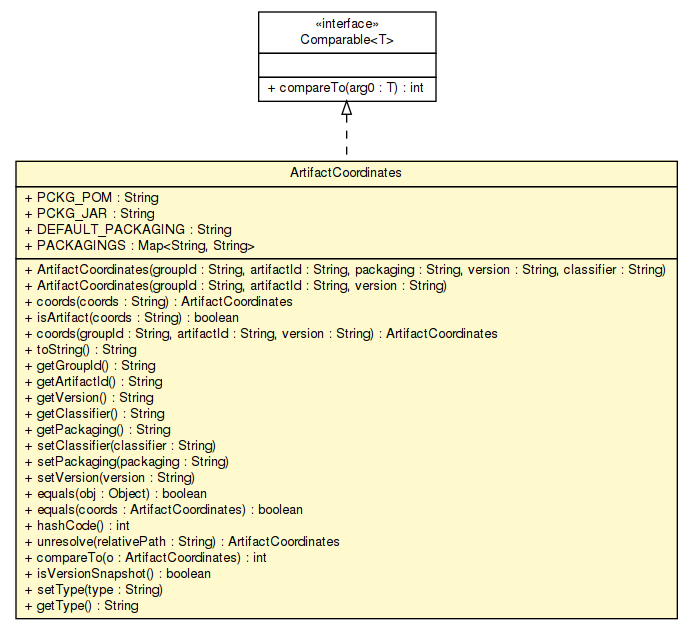 «interface»
Comparable<T>
+ compareTo(arg0 : T) : int
ArtifactCoordinates
+ PCKG_POM : String
+ PCKG_JAR : String
+ DEFAULT_PACKAGING : String
+ PACKAGINGS : Map<String, String>
+ ArtifactCoordinates(groupId : String, artifactId : String, packaging : String, version : String, classifier : String)
+ ArtifactCoordinates(groupId : String, artifactId : String, version : String)
+ coords(coords : String) : ArtifactCoordinates
+ isArtifact(coords : String) : boolean
+ coords(groupId : String, artifactId : String, version : String) : ArtifactCoordinates
+ toString() : String
+ getGroupId() : String
+ getArtifactId() : String
+ getVersion() : String
+ getClassifier() : String
+ getPackaging() : String
+ setClassifier(classifier : String)
+ setPackaging(packaging : String)
+ setVersion(version : String)
+ equals(obj : Object) : boolean
+ equals(coords : ArtifactCoordinates) : boolean
+ hashCode() : int
+ unresolve(relativePath : String) : ArtifactCoordinates
+ compareTo(o : ArtifactCoordinates) : int
+ isVersionSnapshot() : boolean
+ setType(type : String)
+ getType() : String